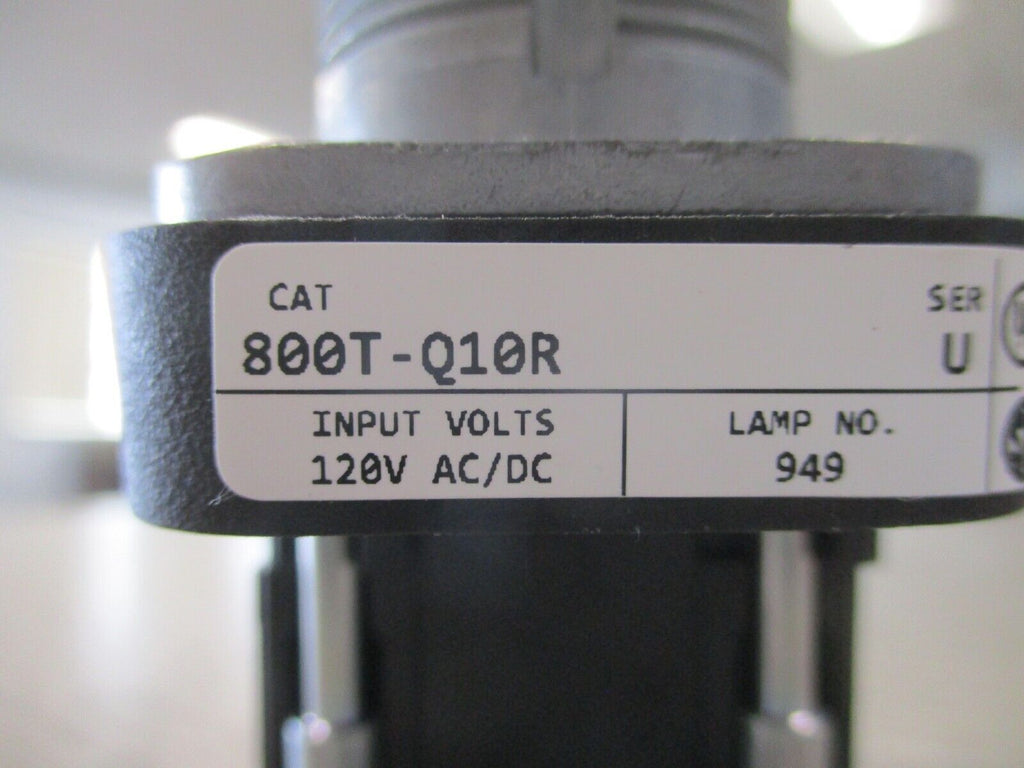 CAT
SER
800T-Q10R
U
INPUT VOLTS
LAMP NO.
120V AC/DC
949